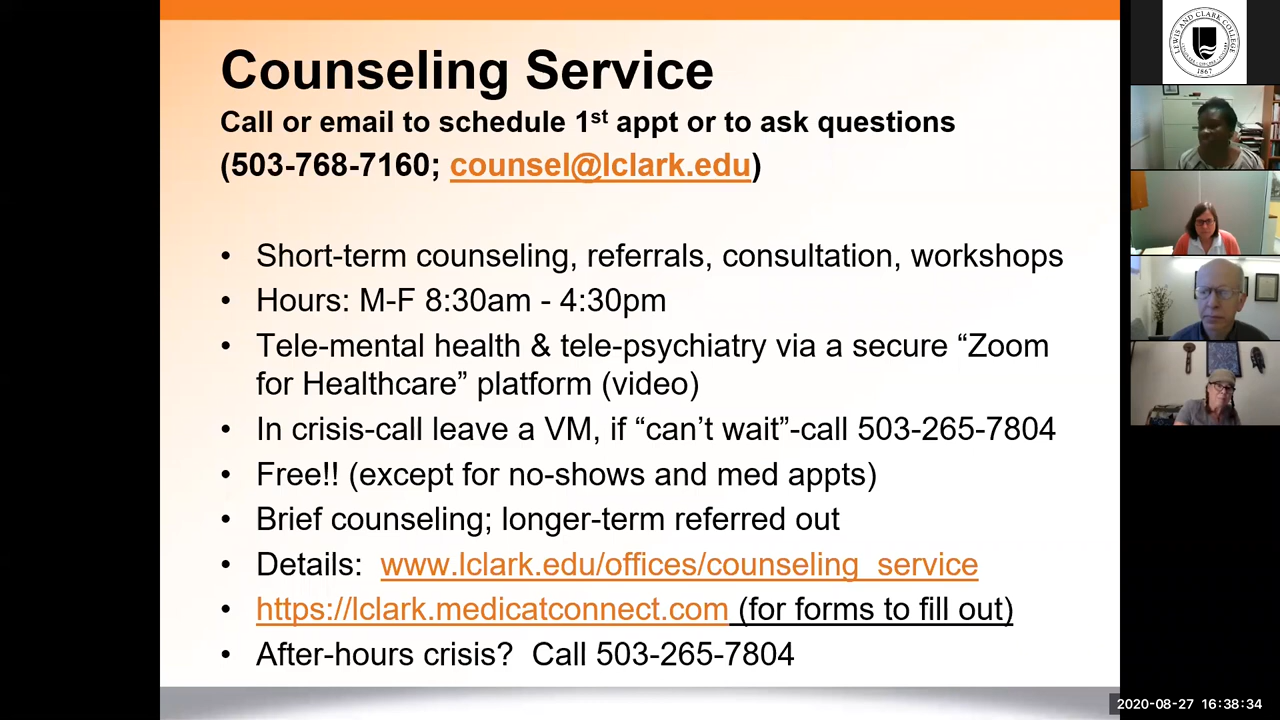 Counseling Service
Call or email to schedule 1st appt or to ask questions
(503-768-7160; counsel@lclark.edu)
• Short-term counseling, referrals, consultation, workshops
• Hours: M-F 8:30am - 4:30pm
• Tele-mental health & tele-psychiatry via a secure “Zoom
for Healthcare” platform (video)
• In crisis-call leave a VM, if “can’t wait”-call 503-265-7804
• Free!! (except for no-shows and med appts)
• Brief counseling; longer-term referred out
• Details: www.lclark.edu/offices/counseling_service
• https://lclark.medicatconnect.com (for forms to fill out)
• After-hours crisis? Call 503-265-7804
LEWIS AND CLARK COLLEGE
1867
2020-08-27 16:38:34